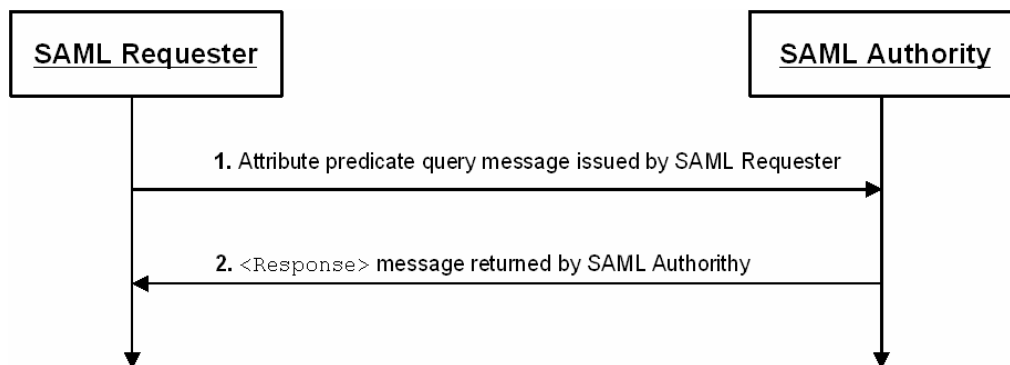 SAML Requester
SAML Authority
1. Attribute predicate query message issued by SAML Requester
2. <Response> message returned by SAML Authorithy